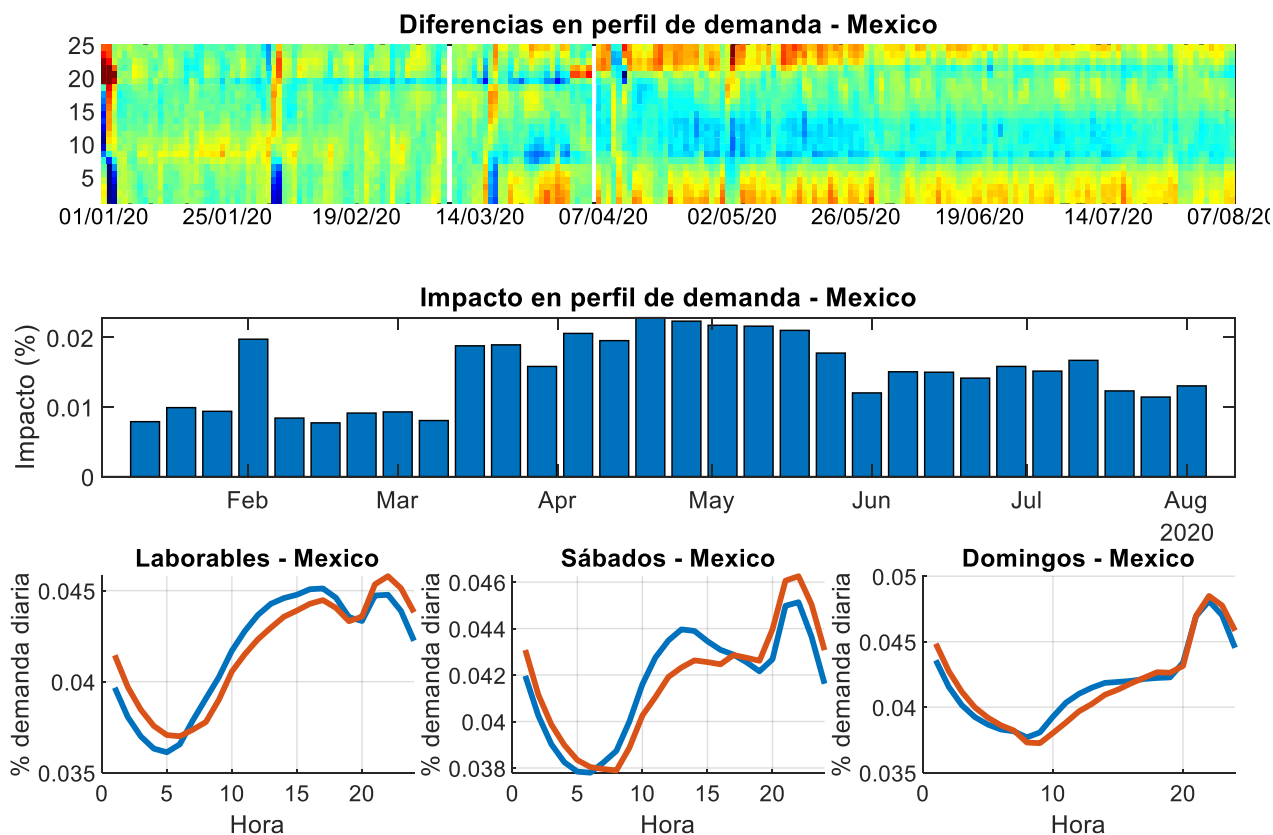 Diferencias en perfil de demanda - Mexico
25
20
15
10
5
01/01/20 25/01/20 19/02/20 14/03/20 07/04/20 02/05/20 26/05/20 19/06/20 14/07/20 07/08/20
Impacto en perfil de demanda - Mexico
Impacto (%)
0.02
0.01
0
Feb Mar Apr May Jun Jul Aug
2020
Laborables - Mexico
% demanda diaria
0.045
0.04
0.035
0 5 10 15 20
Hora
Sábados - Mexico
% demanda diaria
0.046
0.044
0.042
0.04
0.038
0 5 10 15 20
Hora
Domingos - Mexico
% demanda diaria
0.05
0.045
0.04
0.035
0 10 20
Hora